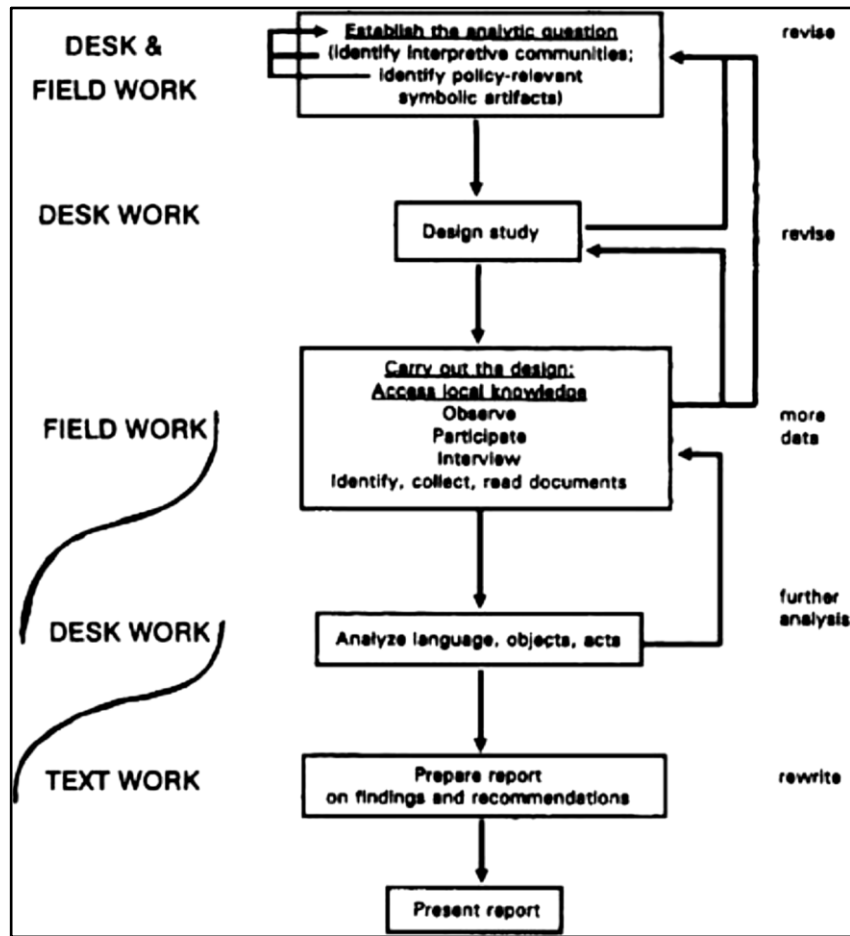 DESK &
FIELD WORK
Establish the analytic question
(Identify Interpretive communities;
Identify policy-relevant
symbolic artifacts)
revise
DESK WORK
Design study
revise
FIELD WORK
Carry out the design:
Access local knowledge
Observe
Participate
Interview
Identify, collect, read documents
more
data
DESK WORK
Analyze language, objects, acts
further
analysis
TEXT WORK
Prepare report
on findings and recommendations
rewrite
Present report